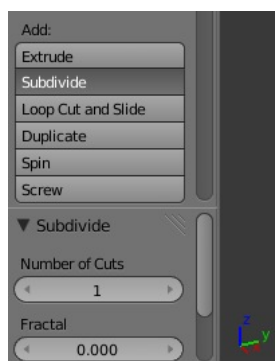 Add:
Extrude
Subdivide
Loop Cut and Slide
Duplicate
Spin
Screw
Subdivide
Number of Cuts
1
Fractal
0.000
z
y